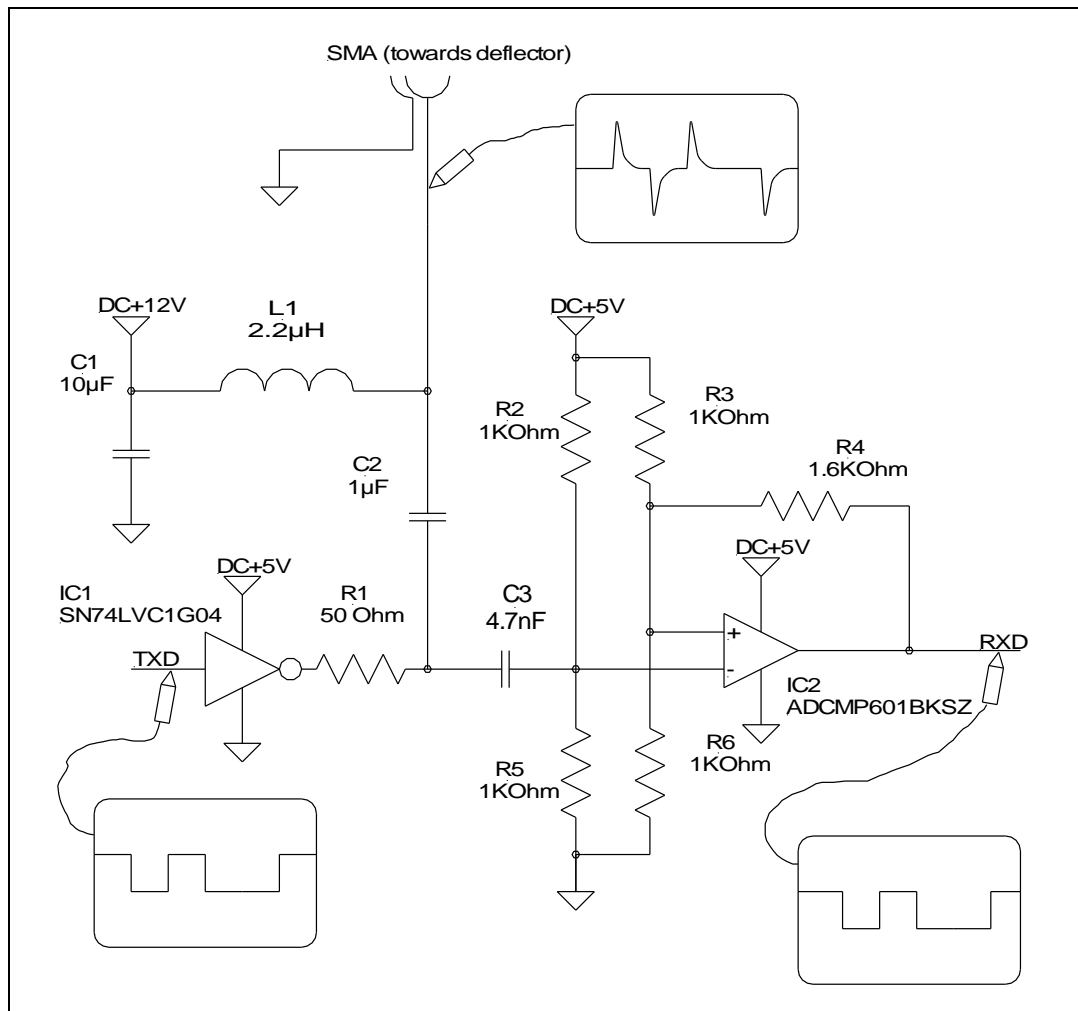 SMA (towards deflector)
DC+12V
L1
2.2µH
C1
10µF
DC+5V
R2
1KOhm
R3
1KOhm
R4
1.6KOhm
C2
1µF
DC+5V
DC+5V
IC1
SN74LVC1G04
R1
50 Ohm
C3
4.7nF
TXD
+
-
RXD
IC2
ADCMP601BKSZ
R5
1KOhm
R6
1KOhm